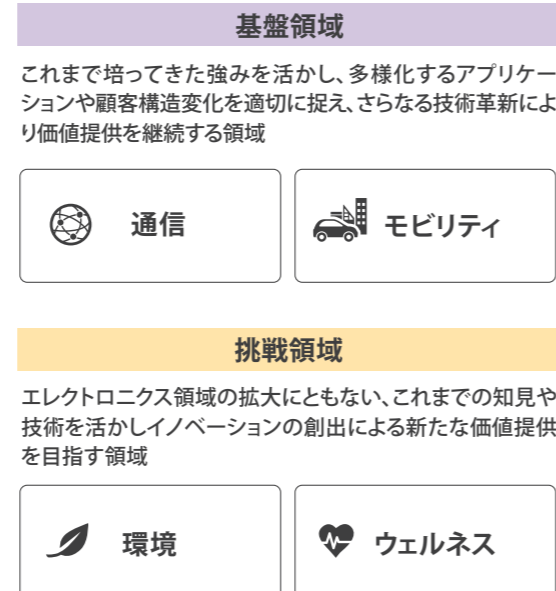 基盤領域
これまで培ってきた強みを活かし、多様化するアプリケー
ションや顧客構造変化を適切に捉え、さらなる技術革新によ
り価値提供を継続する領域
通信
モビリティ
挑戦領域
エレクトロニクス領域の拡大にともない、これまでの知見や
技術を活かしイノベーションの創出による新たな価値提供
を目指す領域
環境
ウェルネス